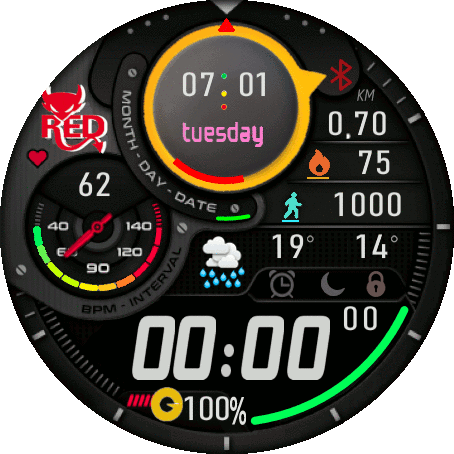 07:01
KM
MONTH - DAY - DATE
RED
0,70
tuesday
75
62
1000
40 60 90 120 140
19° 14°
BPM - INTERVAL
00:00 00
100%